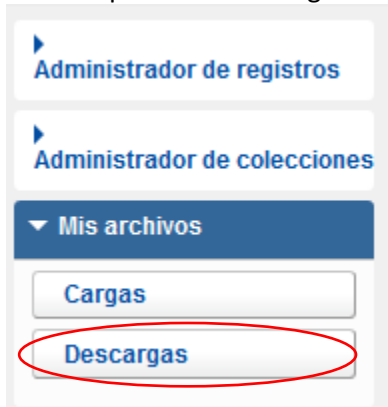 Administrador de registros
Administrador de colecciones
Mis archivos
Cargas
Descargas